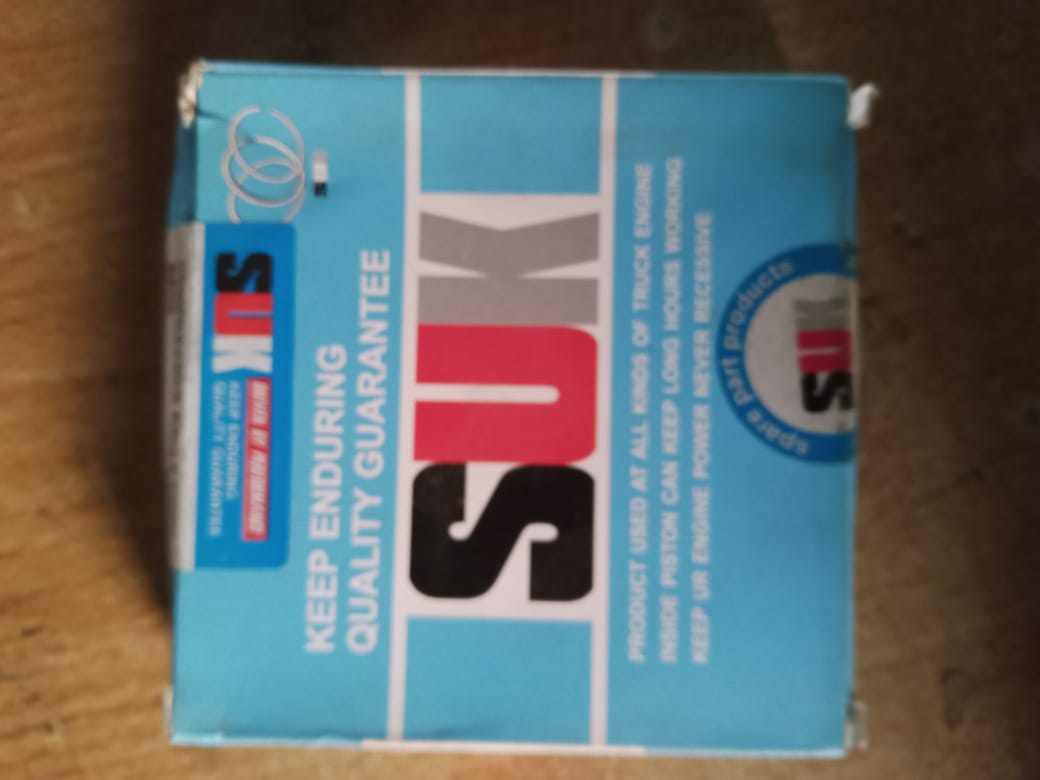 KEEP ENDURING
QUALITY GUARANTEE
SUK
PRODUCT USED AT ALL KINDS OF TRUCK ENGINE
INSIDE PISTON CAN KEEP LONG HOURS WORKING
KEEP UR ENGINE POWER NEVER RECESSIVE
spare part products
SUK
SUK
KEEP ENDURING
QUALITY GUARANTEE